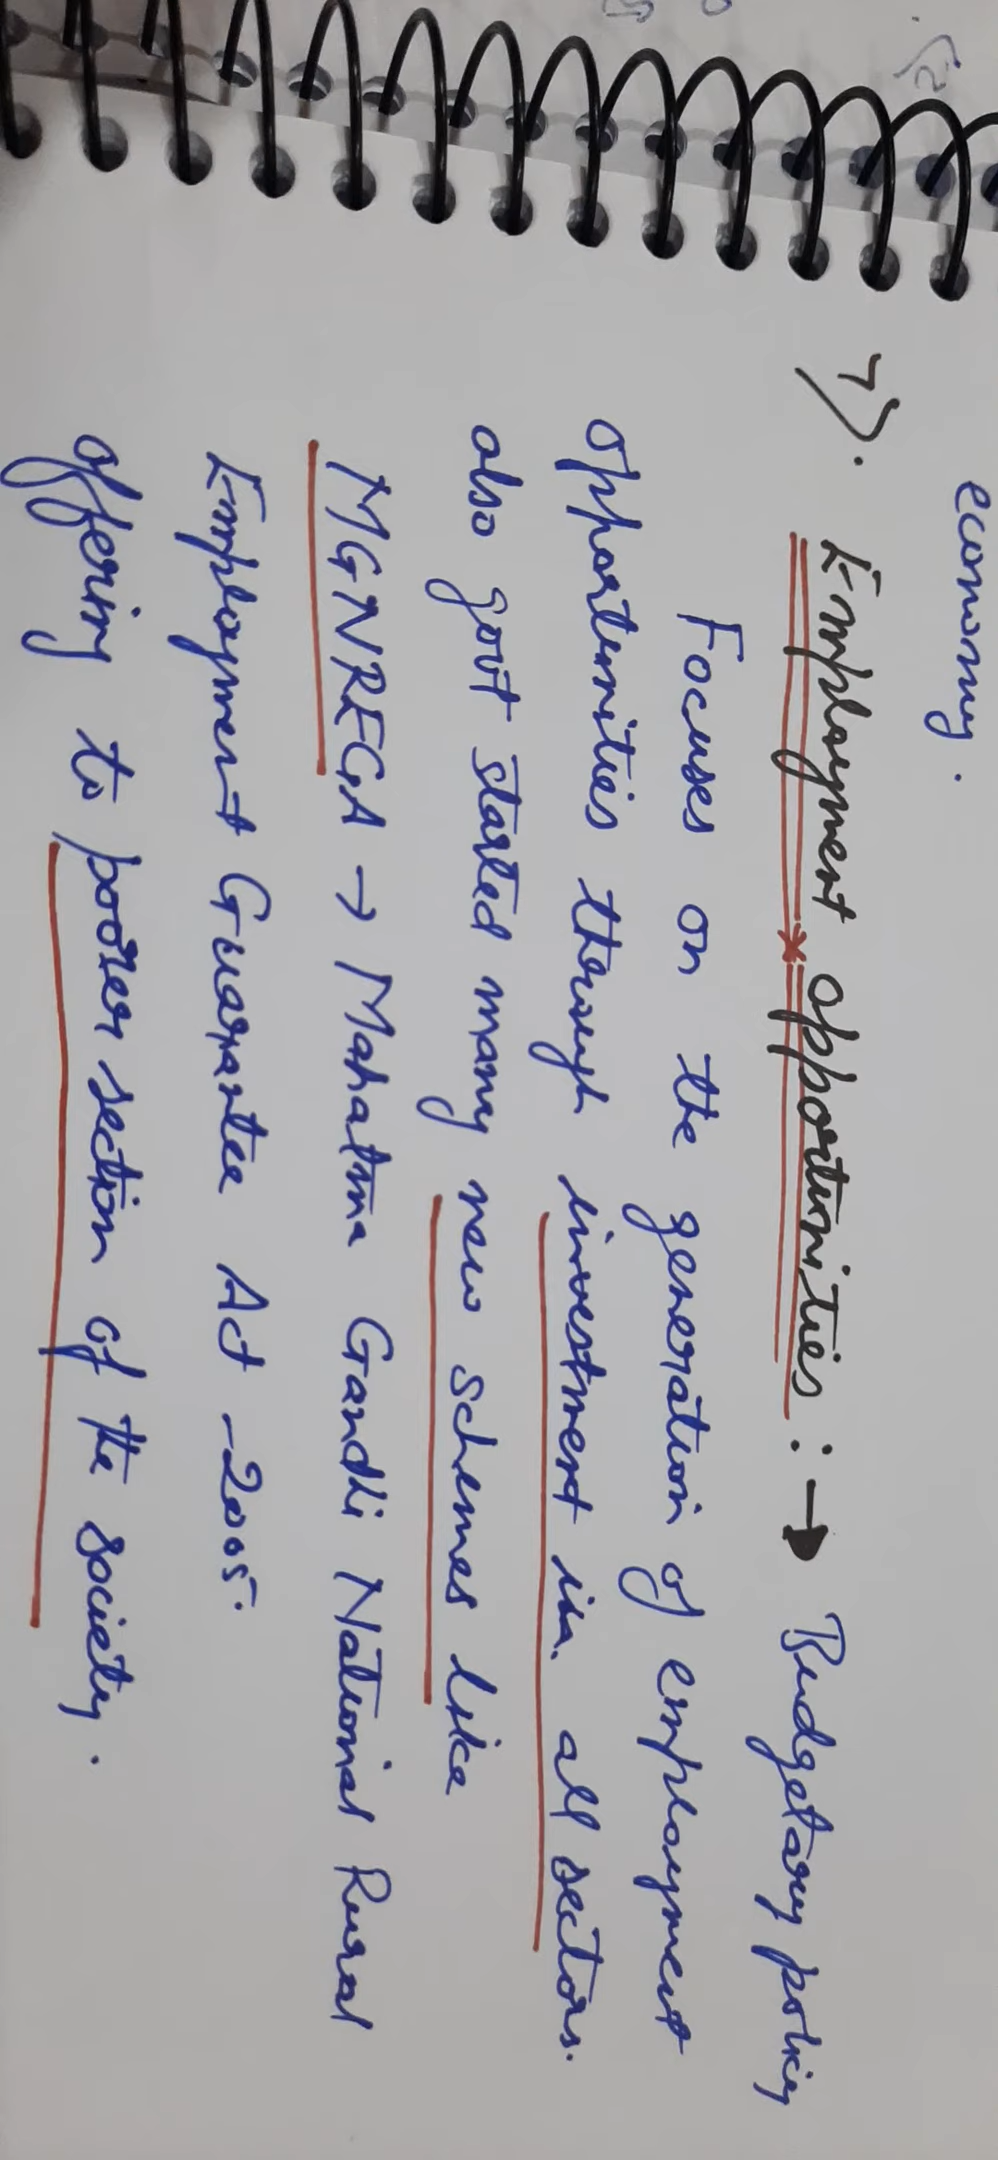 economy.
7). Employment opportunities :→ Budgetary policy
Focuses on the generation of employment
opportunities through investment in. all sectors.
also govt started many new schemes like
MGNREGA → Mahatma Gandhi National Rural
Employment Guarantee Act -2005.
offering to poorer section of the society.